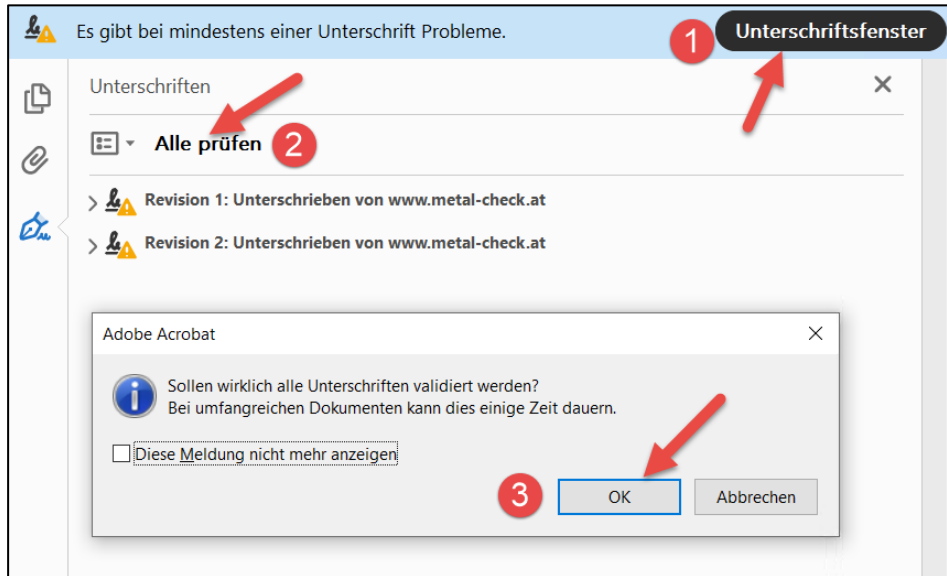 Es gibt bei mindestens einer Unterschrift Probleme.
1
Unterschriftsfenster
Unterschriften
Alle prüfen
2
Revision 1: Unterschrieben von www.metal-check.at
Revision 2: Unterschrieben von www.metal-check.at
Adobe Acrobat
Sollen wirklich alle Unterschriften validiert werden?
Bei umfangreichen Dokumenten kann dies einige Zeit dauern.
Diese Meldung nicht mehr anzeigen
3
OK
Abbrechen